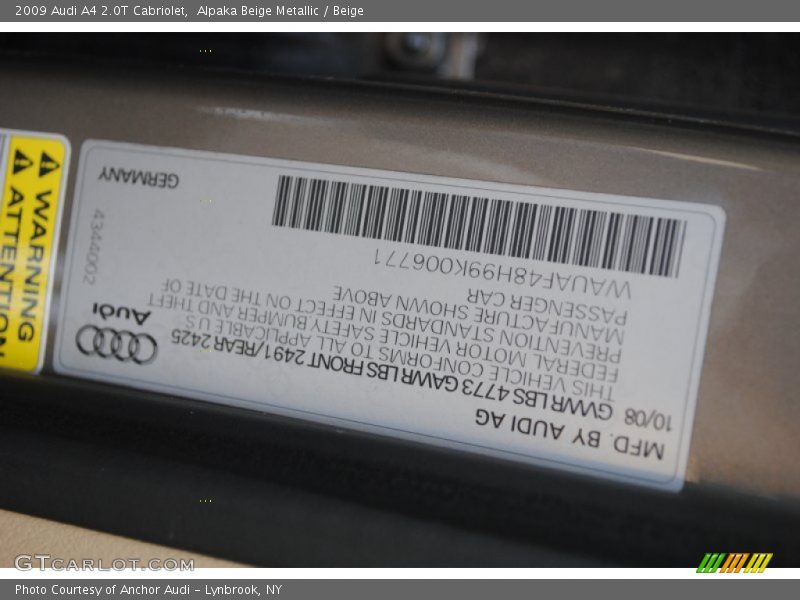 2009 Audi A4 2.0T Cabriolet,  Alpaka Beige Metallic / Beige
MFD. BY AUDI AG
10/08 GVWR LBS 4773 GAWR LBS FRONT 2491/REAR 2425
THIS VEHICLE CONFORMS TO ALL APPLICABLE U.S.
FEDERAL MOTOR VEHICLE SAFETY BUMPER AND THEFT
PREVENTION STANDARDS IN EFFECT ON THE DATE OF
MANUFACTURE SHOWN ABOVE
PASSENGER CAR
WAUAF48H99K006771
Audi
4344002
GERMANY
WARNING
ATTENTION
GTCARLOT.COM
Photo Courtesy of Anchor Audi - Lynbrook, NY